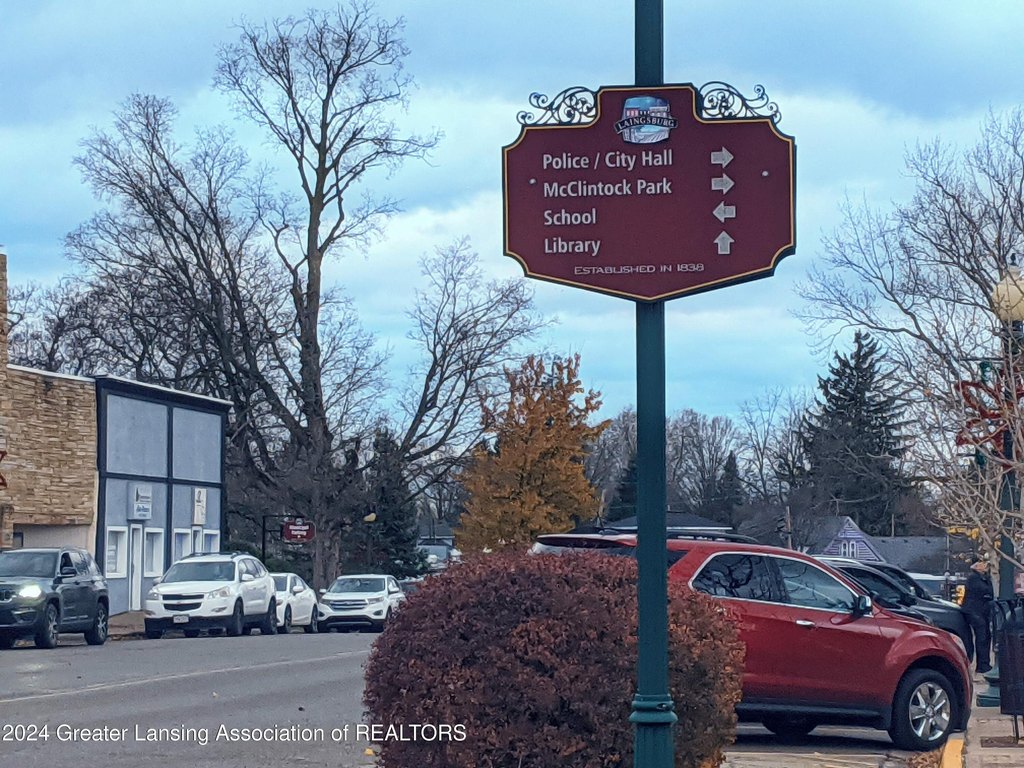 LAINGSBURG
Police / City Hall
McClintock Park
School
Library
ESTABLISHED IN 1838
2024 Greater Lansing Association of REALTORS